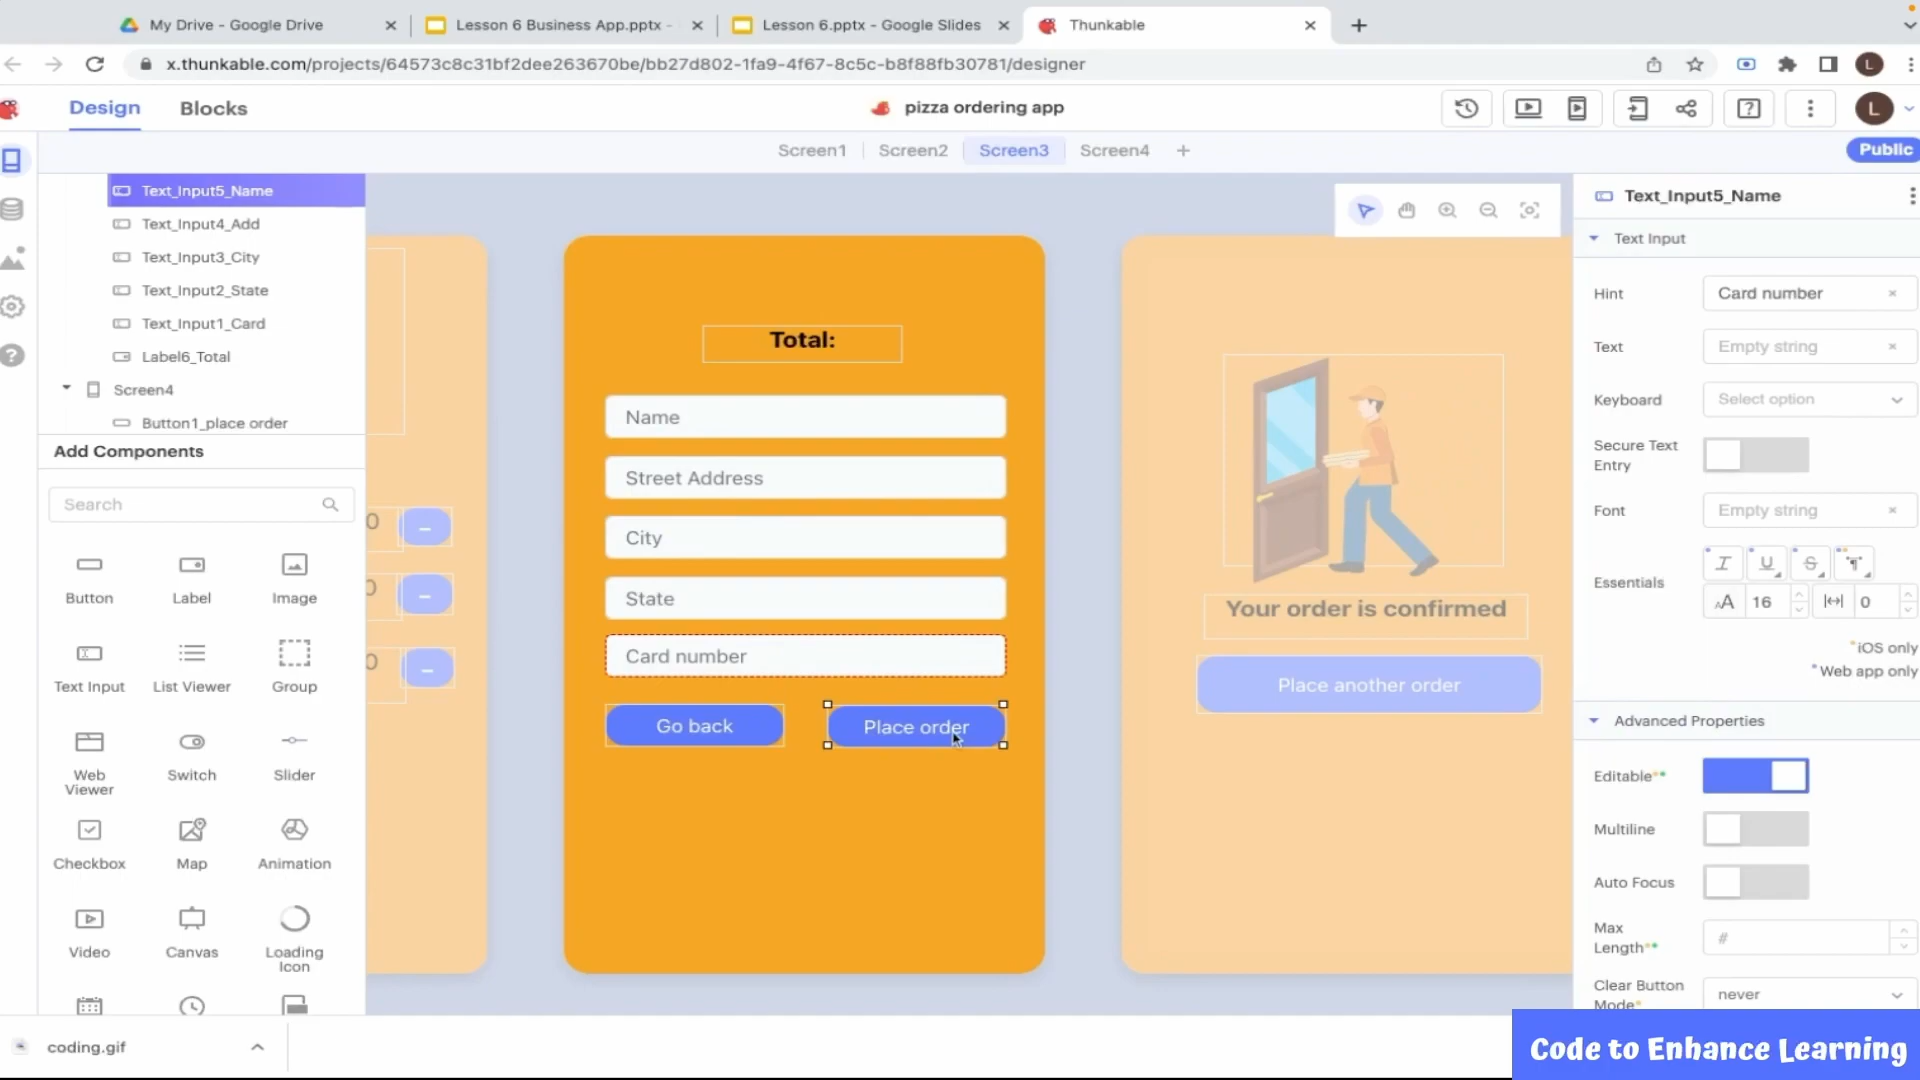 My Drive - Google Drive
Lesson 6 Business App.pptx -
Lesson 6.pptx - Google Slides
Thunkable
x.thunkable.com/projects/64573c8c31bf2dee263670be/bb27d802-1fa9-4f67-8c5c-b8f88fb30781/designer
L
Design
Blocks
pizza ordering app
L
Screen1
Screen2
Screen3
Screen4
Public
Text_Input5_Name
Text_Input4_Add
Text_Input3_City
Text_Input2_State
Text_Input1_Card
Label6_Total
Screen4
Button1_place order
Add Components
Search
Button
Label
Image
Text Input
List Viewer
Group
Web Viewer
Switch
Slider
Checkbox
Map
Animation
Video
Canvas
Loading Icon
0
0
0
Total:
Name
Street Address
City
State
Card number
Go back
Place order
Your order is confirmed
Place another order
Text_Input5_Name
Text Input
Hint
Card number
Text
Empty string
Keyboard
Select option
Secure Text
Entry
Font
Empty string
Essentials
16
0
*iOS only
*Web app only
Advanced Properties
Editable
Multiline
Auto Focus
Max
Length
#
Clear Button
Mode
never
coding.gif
Code to Enhance Learning